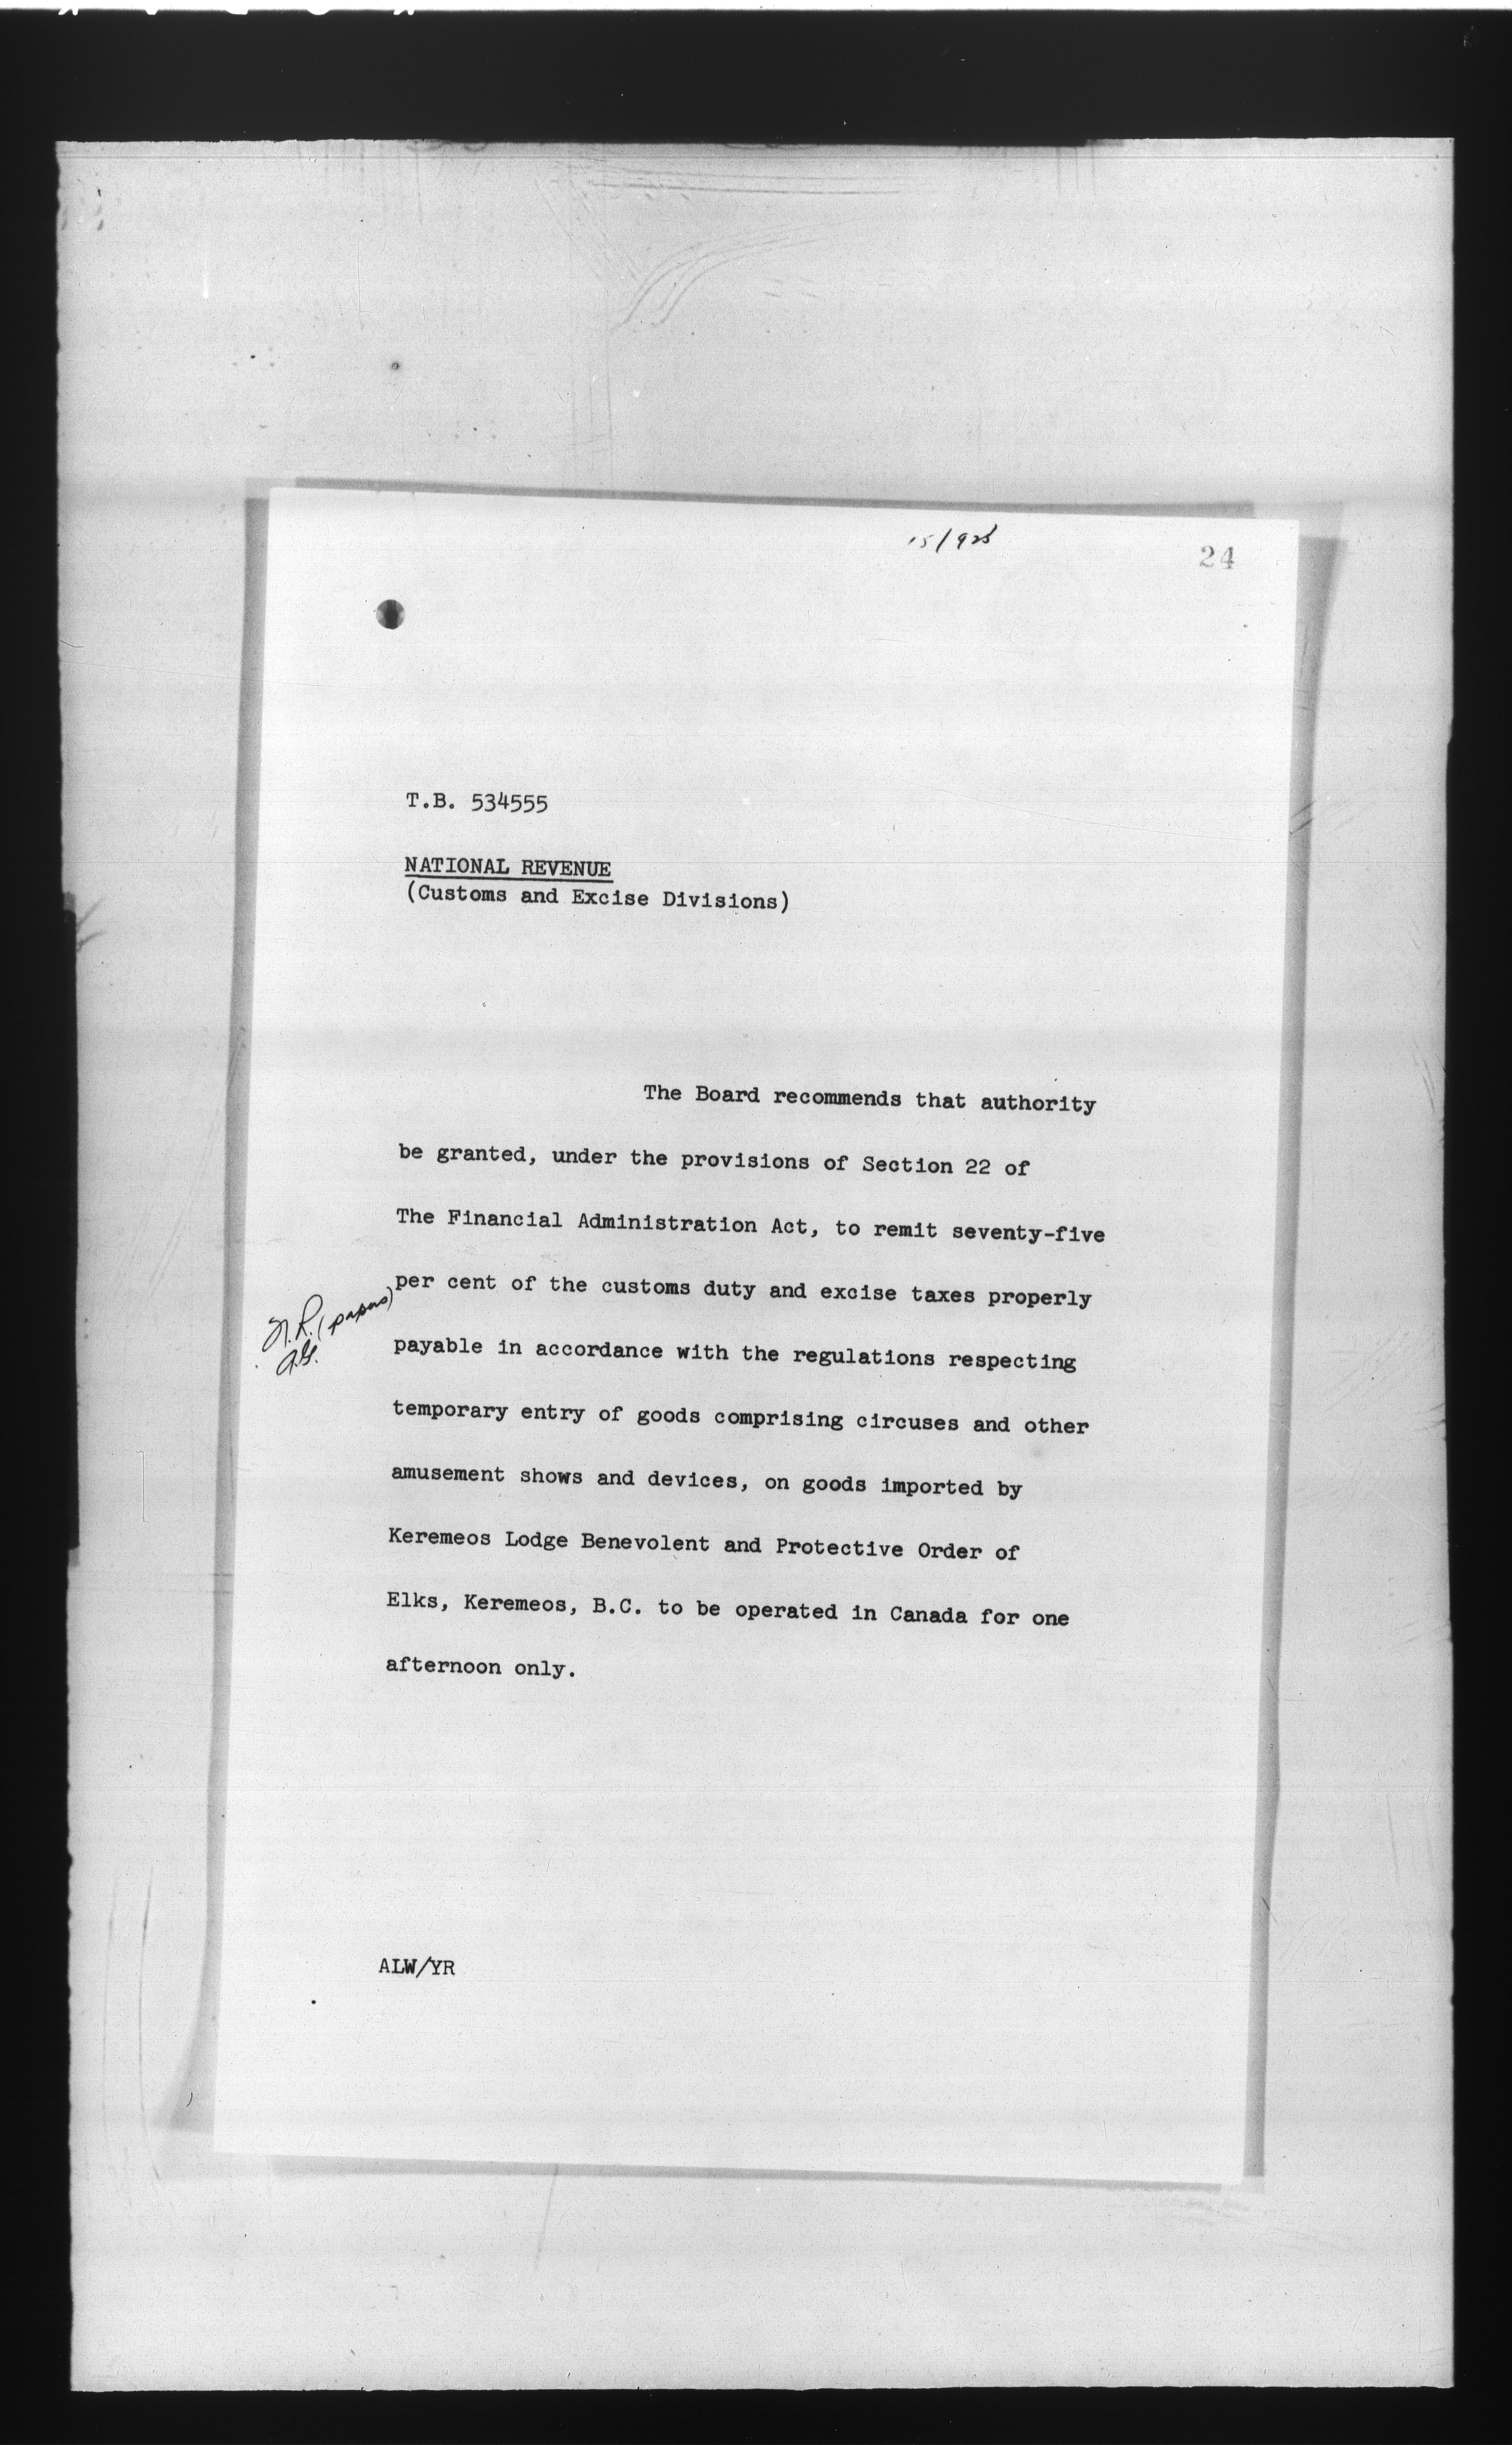 15/928
24
T.B. 534555
NATIONAL REVENUE
(Customs and Excise Divisions)
The Board recommends that authority
be granted, under the provisions of Section 22 of
The Financial Administration Act, to remit seventy-five
per cent of the customs duty and excise taxes properly
payable in accordance with the regulations respecting
temporary entry of goods comprising circuses and other
amusement shows and devices, on goods imported by
Keremeos Lodge Benevolent and Protective Order of
Elks, Keremeos, B.C. to be operated in Canada for one
afternoon only.
N.R. (papers)
A.G.
ALW/YR